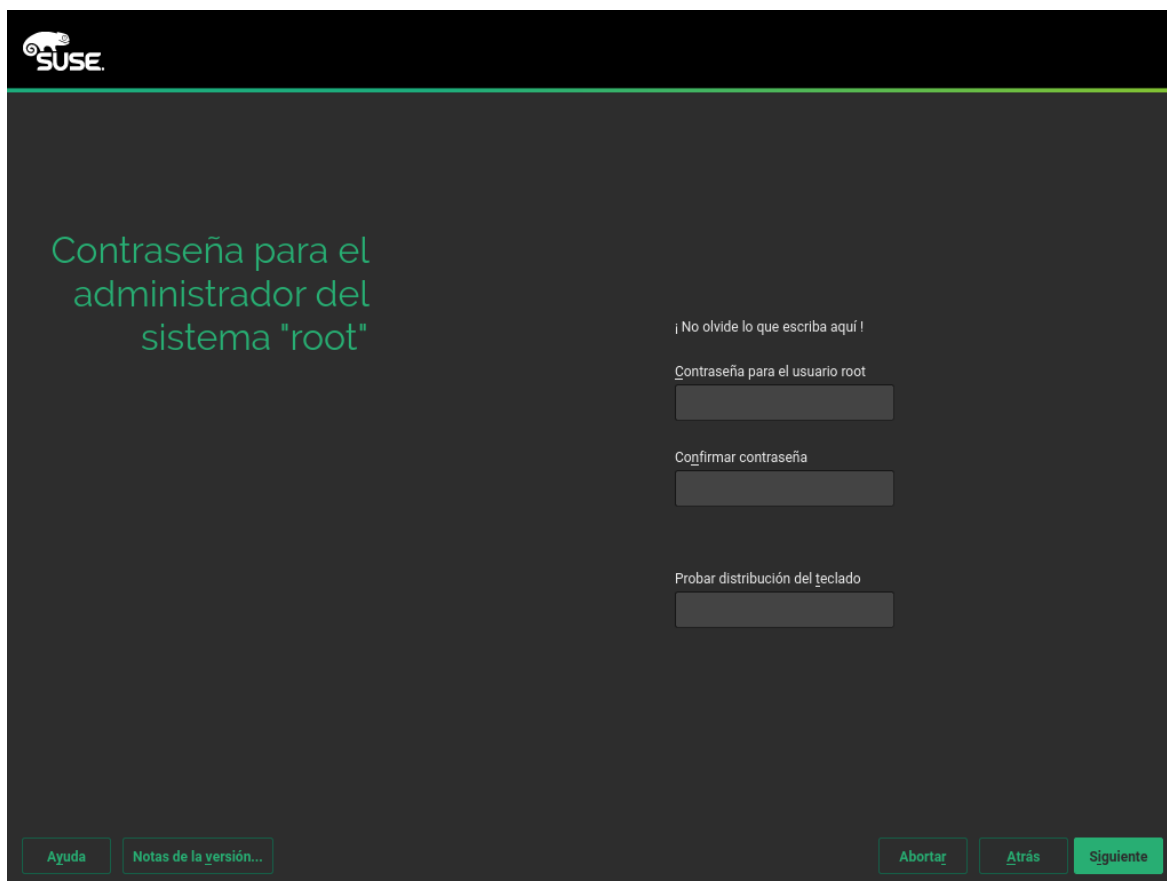 SUSE.
Contraseña para el
administrador del
sistema "root"
¡ No olvide lo que escriba aquí !
Contraseña para el usuario root
Confirmar contraseña
Probar distribución del teclado
Ayuda
Notas de la versión...
Abortar
Atrás
Siguiente